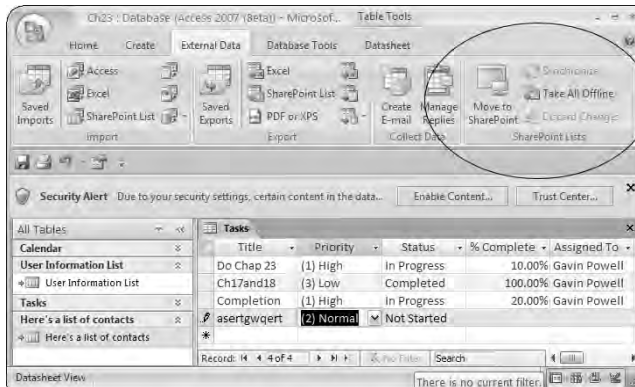 Ch23 : Database (Access 2007 (Beta)) - Microsof... Table Tools
Home Create External Data Database Tools Datasheet
Saved Imports
Access
Excel
SharePoint List
Import
Saved Exports
Excel
SharePoint List
PDF or XPS
Export
Create E-mail
Manage Replies
Collect Data
Move to SharePoint
Synchronize
Take All Offline
Discard Changes
SharePoint Lists
Security Alert Due to your security settings, certain content in the data... Enable Content... Trust Center...
All Tables
Calendar
User Information List
User Information List
Tasks
Here's a list of contacts
Here's a list of contacts
Tasks
Title Priority Status % Complete Assigned To
Do Chap 23 (1) High In Progress 10.00% Gavin Powell
Ch17and18 (3) Low Completed 100.00% Gavin Powell
Completion (1) High In Progress 20.00% Gavin Powell
asertgwqert (2) Normal Not Started
Record: 4 of 4 No Filter Search
Datasheet View
There is no current filter